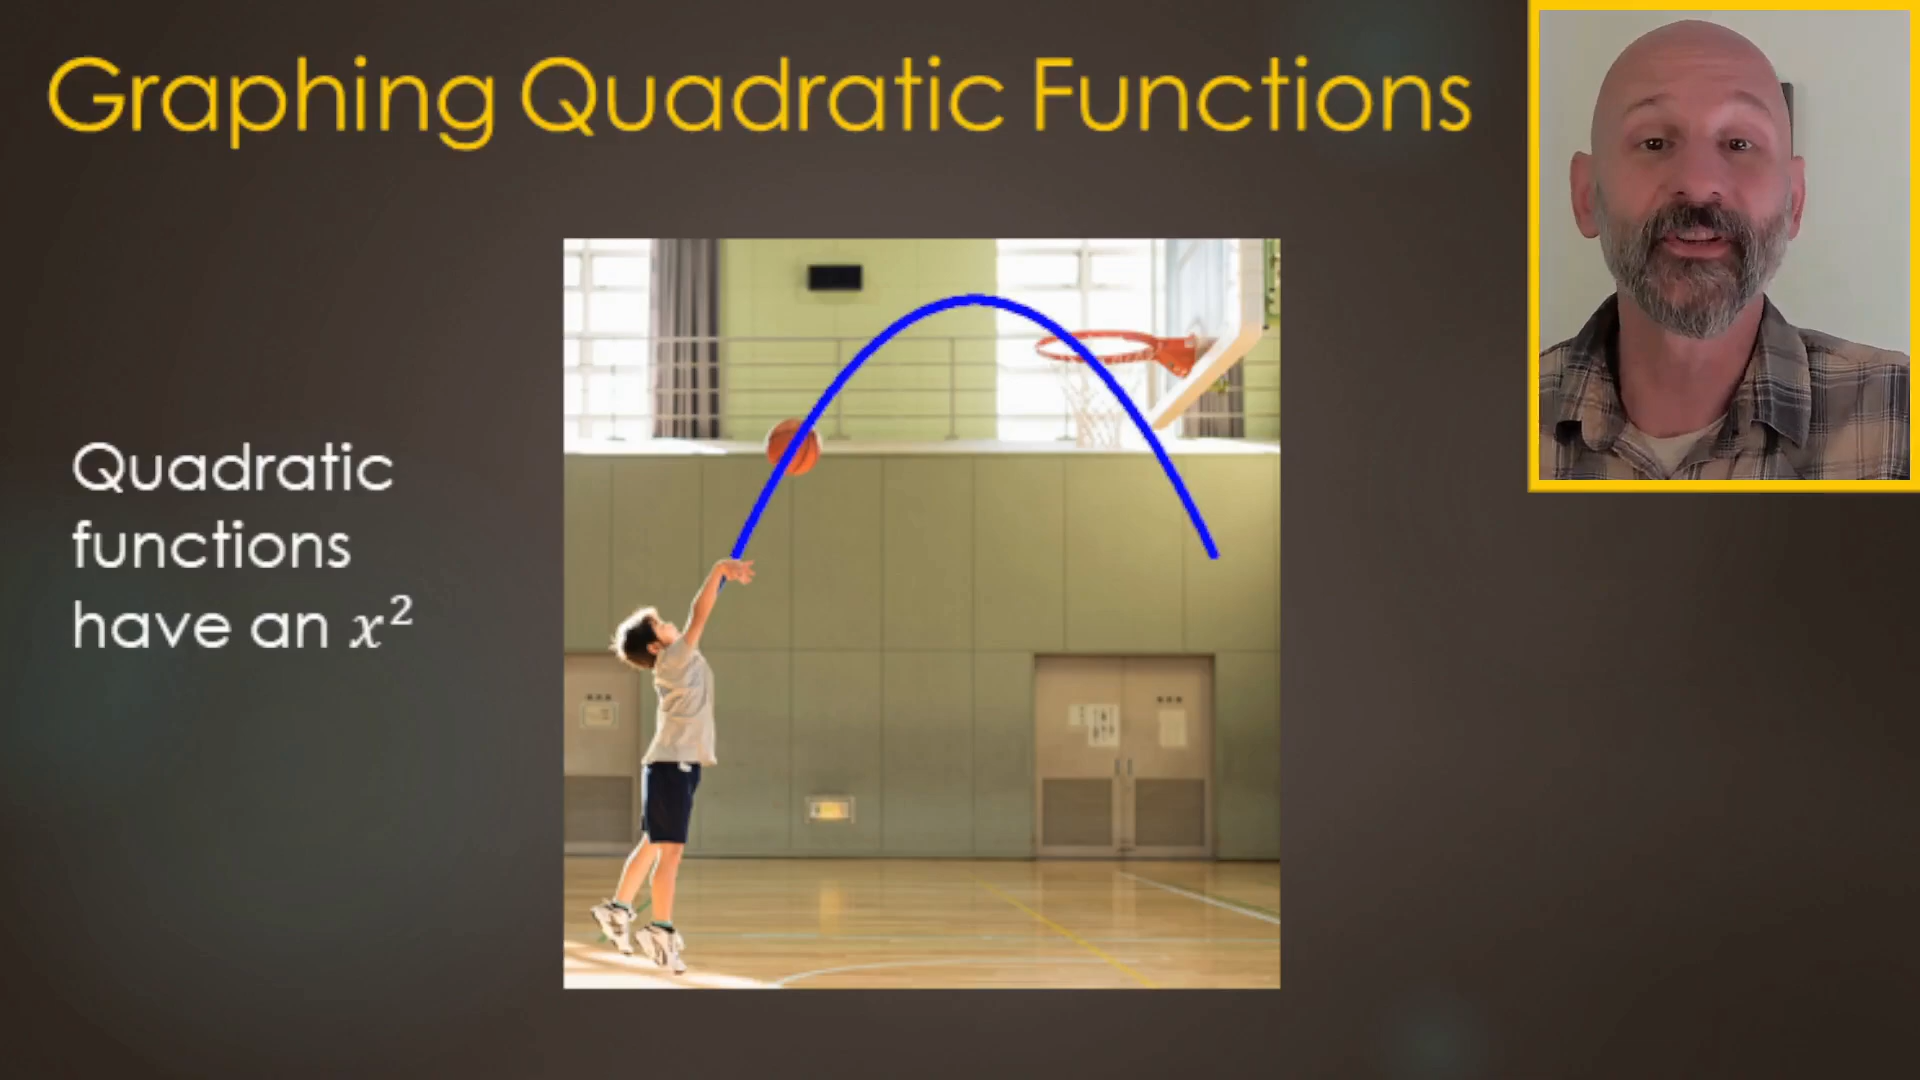 Graphing Quadratic Functions
Quadratic
functions
have an x²